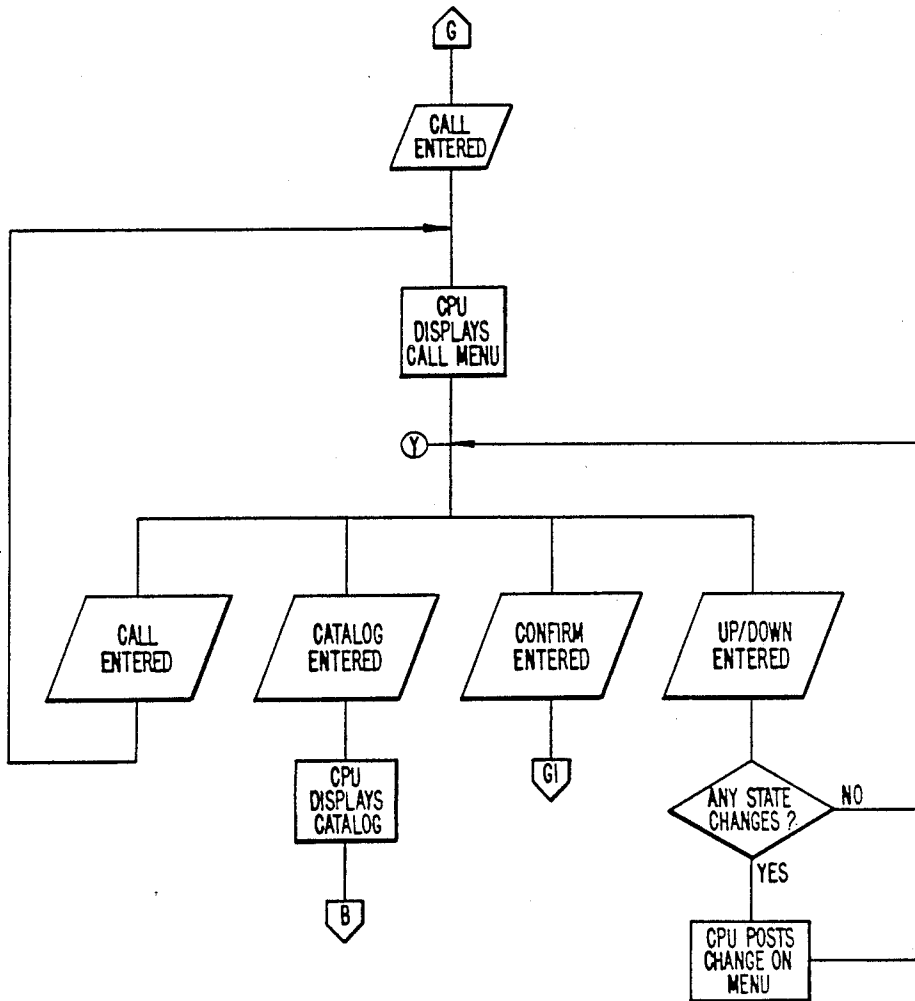 G
CALL
ENTERED
CPU
DISPLAYS
CALL MENU
Y
CALL
ENTERED
CATALOG
ENTERED
CONFIRM
ENTERED
UP/DOWN
ENTERED
CPU
DISPLAYS
CATALOG
B
G1
ANY STATE
CHANGES ?
NO
YES
CPU POSTS
CHANGE ON
MENU